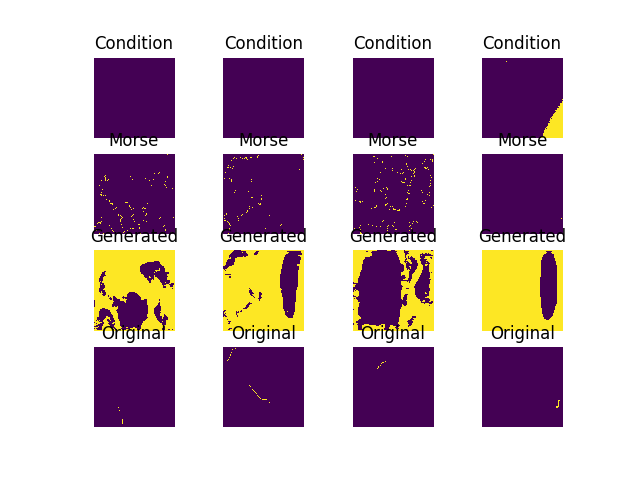 Condition Condition Condition Condition
Morse Morse Morse Morse
Generated Generated Generated Generated
Original Original Original Original